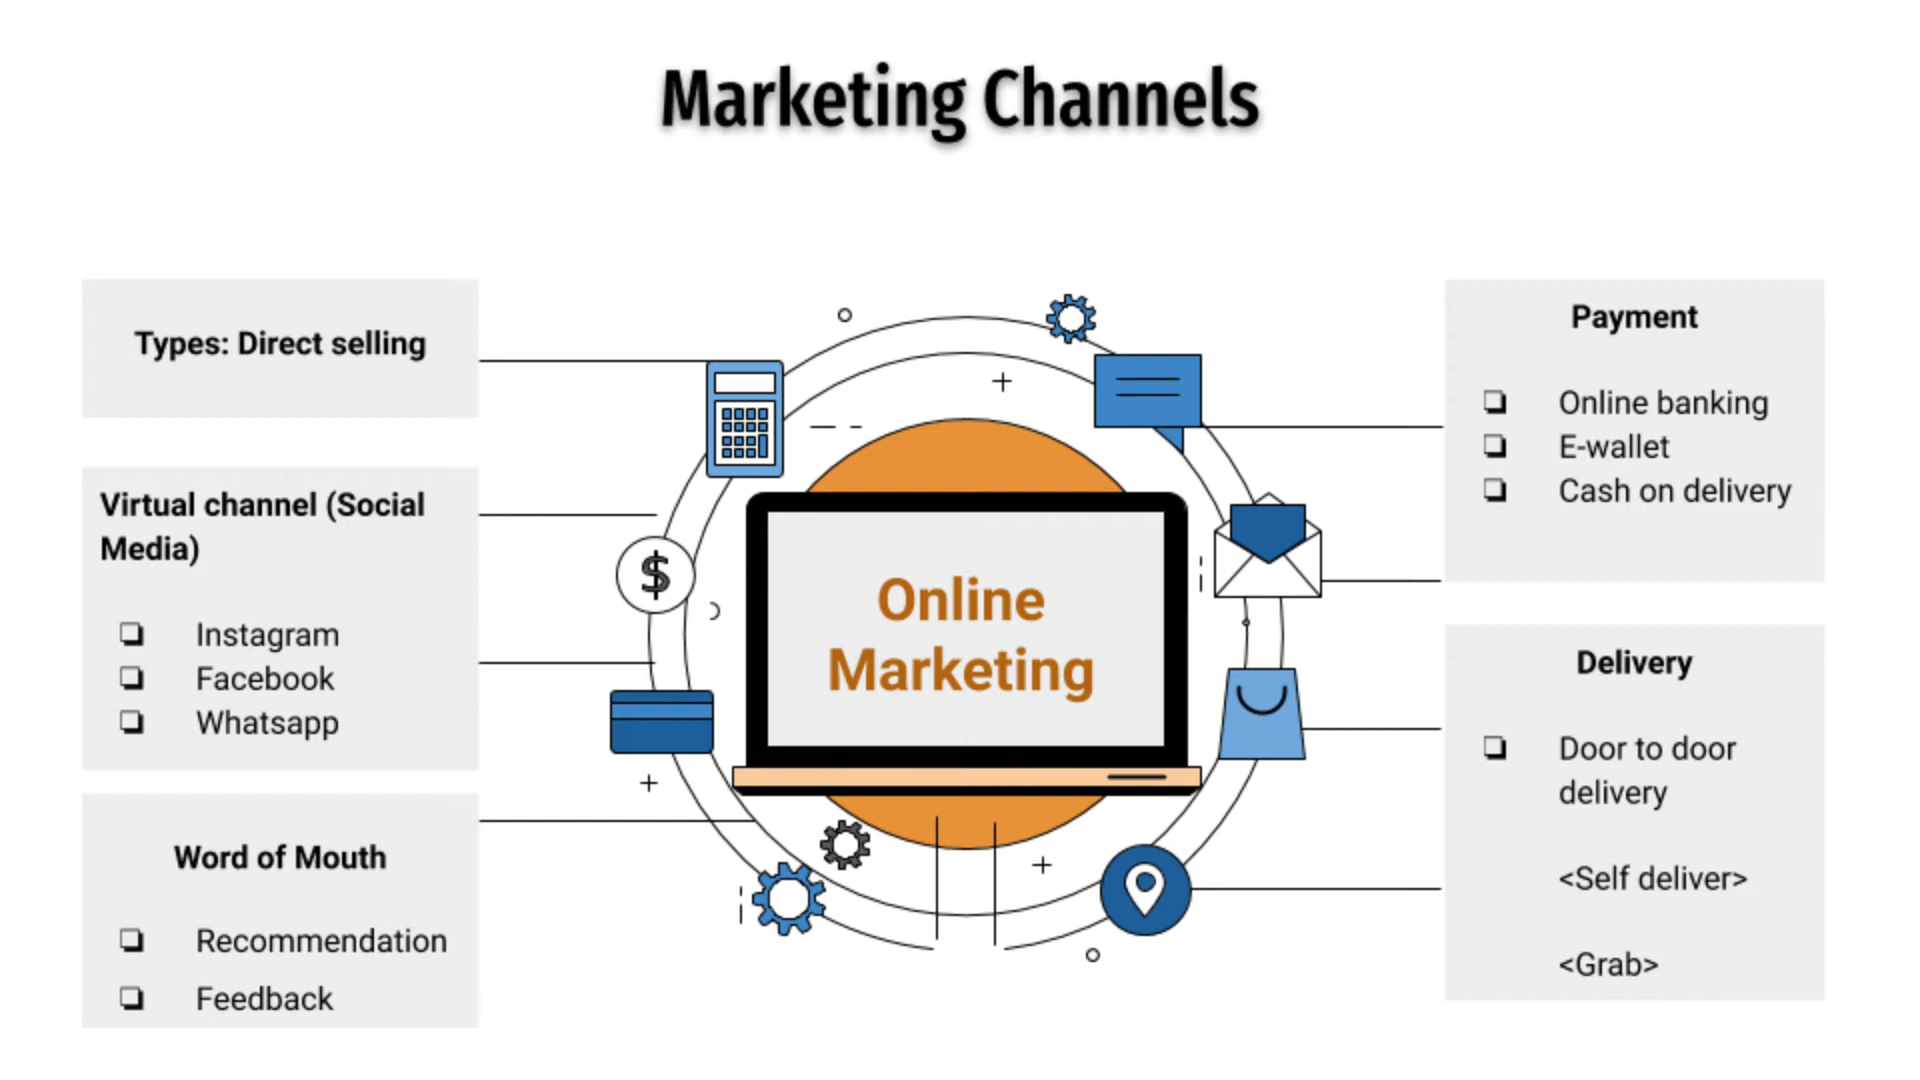 Marketing Channels
Types: Direct selling
Virtual channel (Social
Media)
❏ Instagram
❏ Facebook
❏ Whatsapp
Word of Mouth
❏ Recommendation
❏ Feedback
$
Online
Marketing
Payment
❏ Online banking
❏ E-wallet
❏ Cash on delivery
Delivery
❏ Door to door
delivery
<Self deliver>
<Grab>